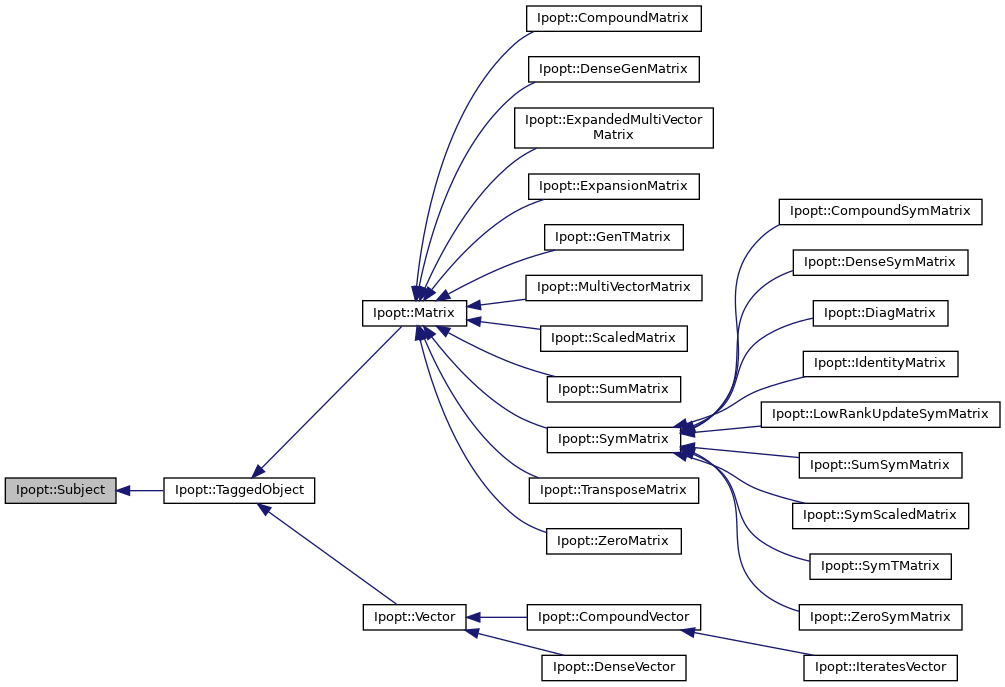 Ipopt::CompoundMatrix
Ipopt::DenseGenMatrix
Ipopt::ExpandedMultiVector
Matrix
Ipopt::ExpansionMatrix
Ipopt::CompoundSymMatrix
Ipopt::GenTMatrix
Ipopt::DenseSymMatrix
Ipopt::MultiVectorMatrix
Ipopt::Matrix
Ipopt::DiagMatrix
Ipopt::ScaledMatrix
Ipopt::IdentityMatrix
Ipopt::SumMatrix
Ipopt::LowRankUpdateSymMatrix
Ipopt::SymMatrix
Ipopt::SumSymMatrix
Ipopt::Subject
Ipopt::TaggedObject
Ipopt::TransposeMatrix
Ipopt::SymScaledMatrix
Ipopt::ZeroMatrix
Ipopt::SymTMatrix
Ipopt::Vector
Ipopt::CompoundVector
Ipopt::ZeroSymMatrix
Ipopt::DenseVector
Ipopt::IteratesVector